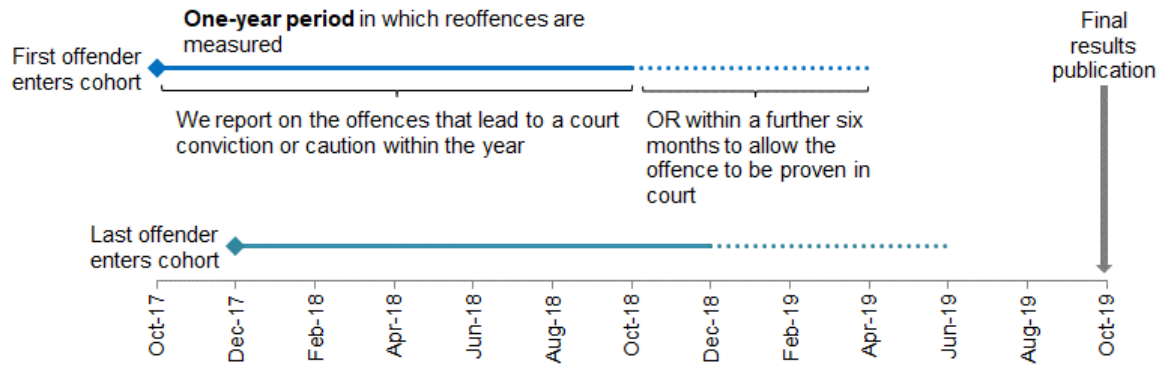 One-year period in which reoffences are
measured
First offender
enters cohort
Final
results
publication
We report on the offences that lead to a court
conviction or caution within the year
OR within a further six
months to allow the
offence to be proven in
court
Last offender
enters cohort
Oct-17
Dec-17
Feb-18
Apr-18
Jun-18
Aug-18
Oct-18
Dec-18
Feb-19
Apr-19
Jun-19
Aug-19
Oct-19